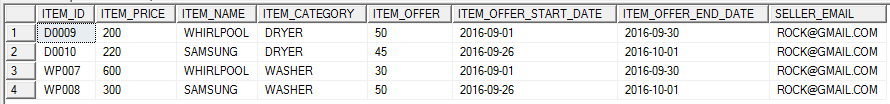 ITEM_ID ITEM_PRICE ITEM_NAME ITEM_CATEGORY ITEM_OFFER ITEM_OFFER_START_DATE ITEM_OFFER_END_DATE SELLER_EMAIL
1 D0009 200 WHIRLPOOL DRYER 50 2016-09-01 2016-09-30 ROCK@GMAIL.COM
2 D0010 220 SAMSUNG DRYER 45 2016-09-26 2016-10-01 ROCK@GMAIL.COM
3 WP007 600 WHIRLPOOL WASHER 30 2016-09-01 2016-09-30 ROCK@GMAIL.COM
4 WP008 300 SAMSUNG WASHER 50 2016-09-26 2016-10-01 ROCK@GMAIL.COM